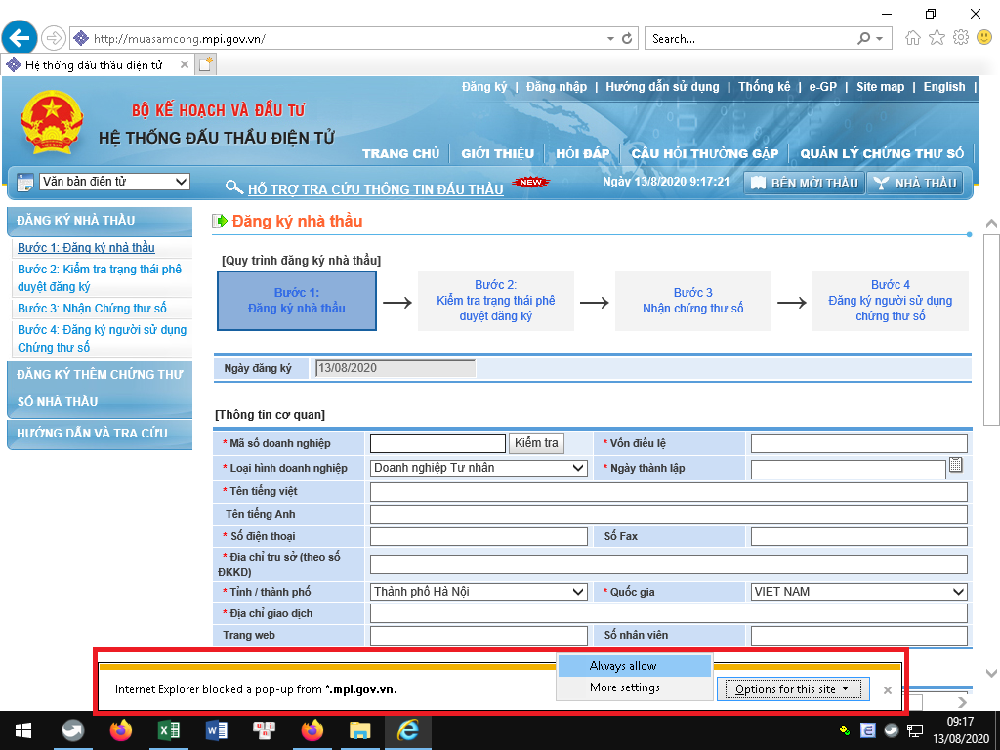 http://muasamcong.mpi.gov.vn/
Search...
Hệ thống đấu thầu điện tử
Đăng ký | Đăng nhập | Hướng dẫn sử dụng | Thống kê | e-GP | Site map | English |
BỘ KẾ HOẠCH VÀ ĐẦU TƯ
HỆ THỐNG ĐẤU THẦU ĐIỆN TỬ
TRANG CHỦ | GIỚI THIỆU | HỎI ĐÁP | CÂU HỎI THƯỜNG GẶP | QUẢN LÝ CHỨNG THƯ SỐ
Văn bản điện tử
HỖ TRỢ TRA CỨU THÔNG TIN ĐẤU THẦU
NEW
Ngày 13/8/2020 9:17:21
BÊN MỜI THẦU
NHÀ THẦU
ĐĂNG KÝ NHÀ THẦU
Bước 1: Đăng ký nhà thầu
Bước 2: Kiểm tra trạng thái phê
duyệt đăng ký
Bước 3: Nhận Chứng thư số
Bước 4: Đăng ký người sử dụng
Chứng thư số
ĐĂNG KÝ THÊM CHỨNG THƯ
SỐ NHÀ THẦU
HƯỚNG DẪN VÀ TRA CỨU
Đăng ký nhà thầu
[Quy trình đăng ký nhà thầu]
Bước 1:
Đăng ký nhà thầu
Bước 2:
Kiểm tra trạng thái phê
duyệt đăng ký
Bước 3
Nhận chứng thư số
Bước 4
Đăng ký người sử dụng
chứng thư số
Ngày đăng ký
13/08/2020
[Thông tin cơ quan]
* Mã số doanh nghiệp
Kiểm tra
* Vốn điều lệ
* Loại hình doanh nghiệp
Doanh nghiệp Tư nhân
* Ngày thành lập
* Tên tiếng việt
Tên tiếng Anh
* Số điện thoại
Số Fax
* Địa chỉ trụ sở (theo số
ĐKKD)
* Tỉnh / thành phố
Thành phố Hà Nội
* Quốc gia
VIET NAM
* Địa chỉ giao dịch
Trang web
Số nhân viên
Always allow
More settings
Internet Explorer blocked a pop-up from *.mpi.gov.vn.
Options for this site
09:17
13/08/2020